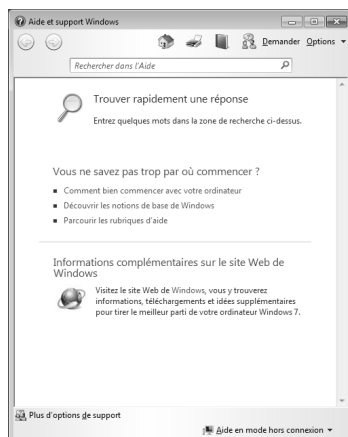 Aide et support Windows
Demander Options
Rechercher dans l'Aide
Trouver rapidement une réponse
Entrez quelques mots dans la zone de recherche ci-dessus.
Vous ne savez pas trop par où commencer ?
Comment bien commencer avec votre ordinateur
Découvrir les notions de base de Windows
Parcourir les rubriques d'aide
Informations complémentaires sur le site Web de
Windows
Visitez le site Web de Windows, vous y trouverez
informations, téléchargements et idées supplémentaires
pour tirer le meilleur parti de votre ordinateur Windows 7.
Plus d'options de support
Aide en mode hors connexion